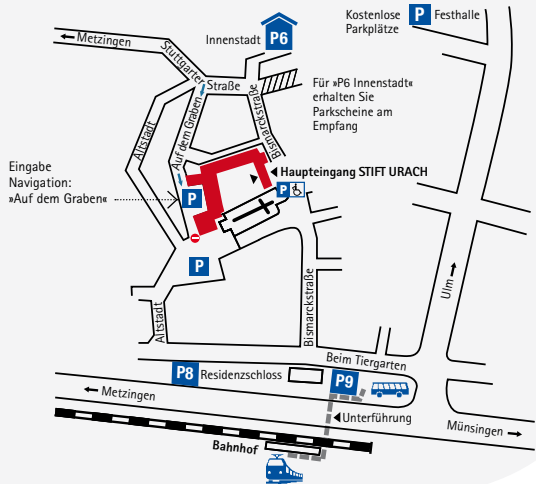 Kostenlose
Parkplätze
P
Festhalle
Metzingen
Innenstadt
P6
Stuttgarter
Straße
Für »P6 Innenstadt«
erhalten Sie
Parkscheine am
Empfang
Altstadt
Auf dem Graben
Bismarckstraße
Haupteingang STIFT URACH
Eingabe
Navigation:
»Auf dem Graben«
P
P
P
Ulm
Altstadt
Bismarckstraße
Beim Tiergarten
P8
Residenzschloss
P9
Metzingen
Unterführung
Münsingen
Bahnhof